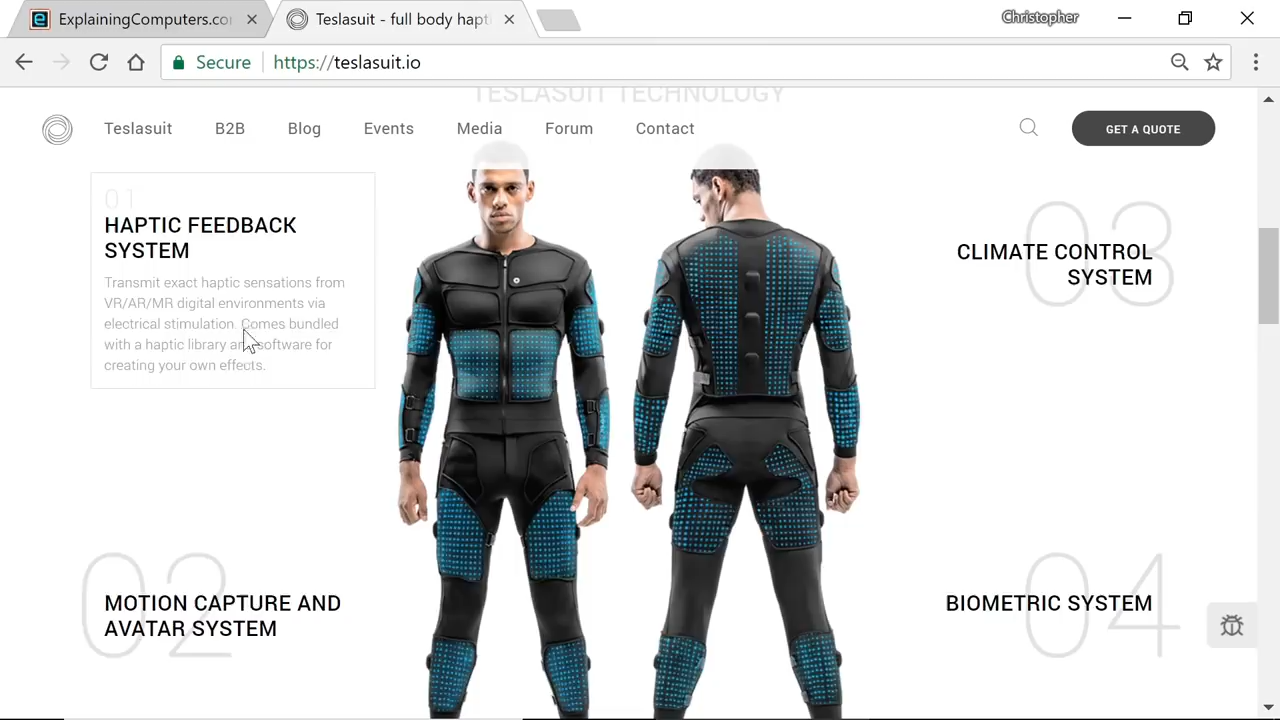 ExplainingComputers.co
Teslasuit - full body hapti
Christopher
Secure
https://teslasuit.io
TESLASUIT TECHNOLOGY
Teslasuit
B2B
Blog
Events
Media
Forum
Contact
GET A QUOTE
01
HAPTIC FEEDBACK
SYSTEM
Transmit exact haptic sensations from
VR/AR/MR digital environments via
electrical stimulation. Comes bundled
with a haptic library and software for
creating your own effects.
03
CLIMATE CONTROL
SYSTEM
02
MOTION CAPTURE AND
AVATAR SYSTEM
04
BIOMETRIC SYSTEM